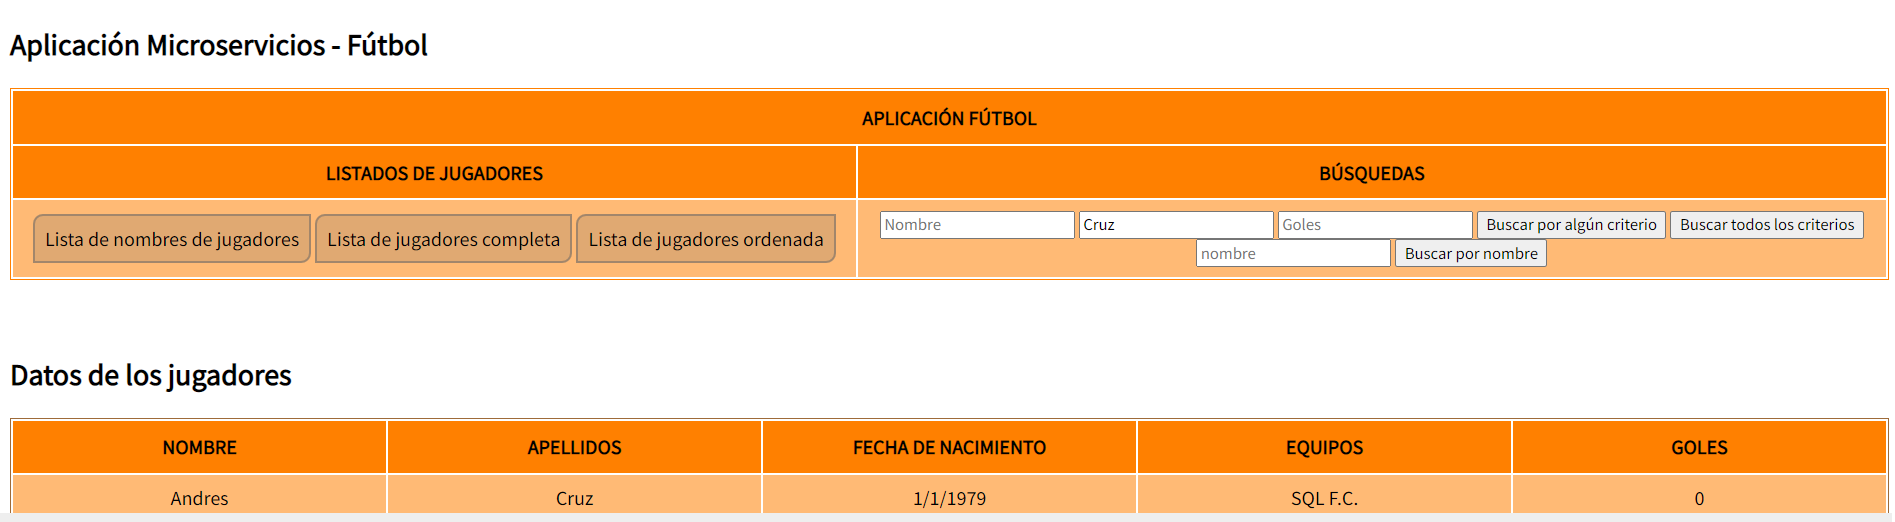 Aplicación Microservicios - Fútbol
APLICACIÓN FÚTBOL
LISTADOS DE JUGADORES
BÚSQUEDAS
Lista de nombres de jugadores
Lista de jugadores completa
Lista de jugadores ordenada
Nombre
Cruz
Goles
Buscar por algún criterio
Buscar todos los criterios
nombre
Buscar por nombre
Datos de los jugadores
NOMBRE APELLIDOS FECHA DE NACIMIENTO EQUIPOS GOLES
Andres Cruz 1/1/1979 SQL F.C. 0